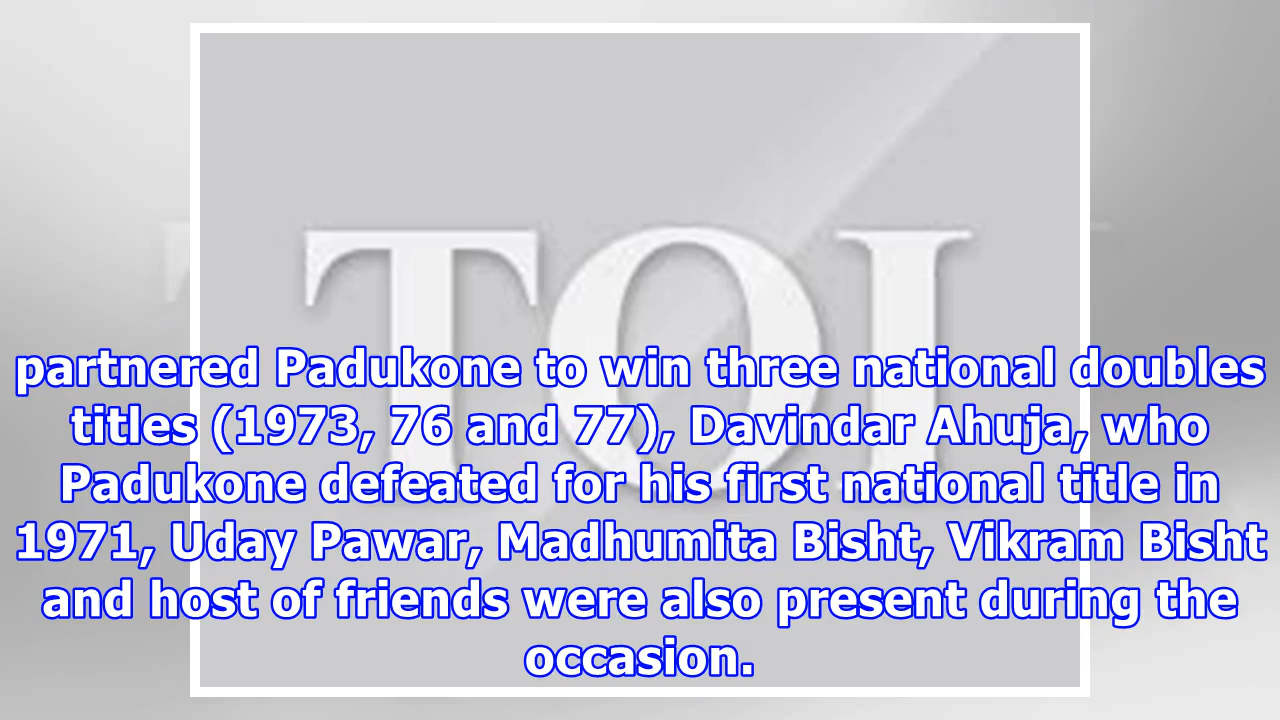 TOI
partnered Padukone to win three national doubles
titles (1973, 76 and 77), Davindar Ahuja, who
Padukone defeated for his first national title in
1971, Uday Pawar, Madhumita Bisht, Vikram Bisht
and host of friends were also present during the
occasion.